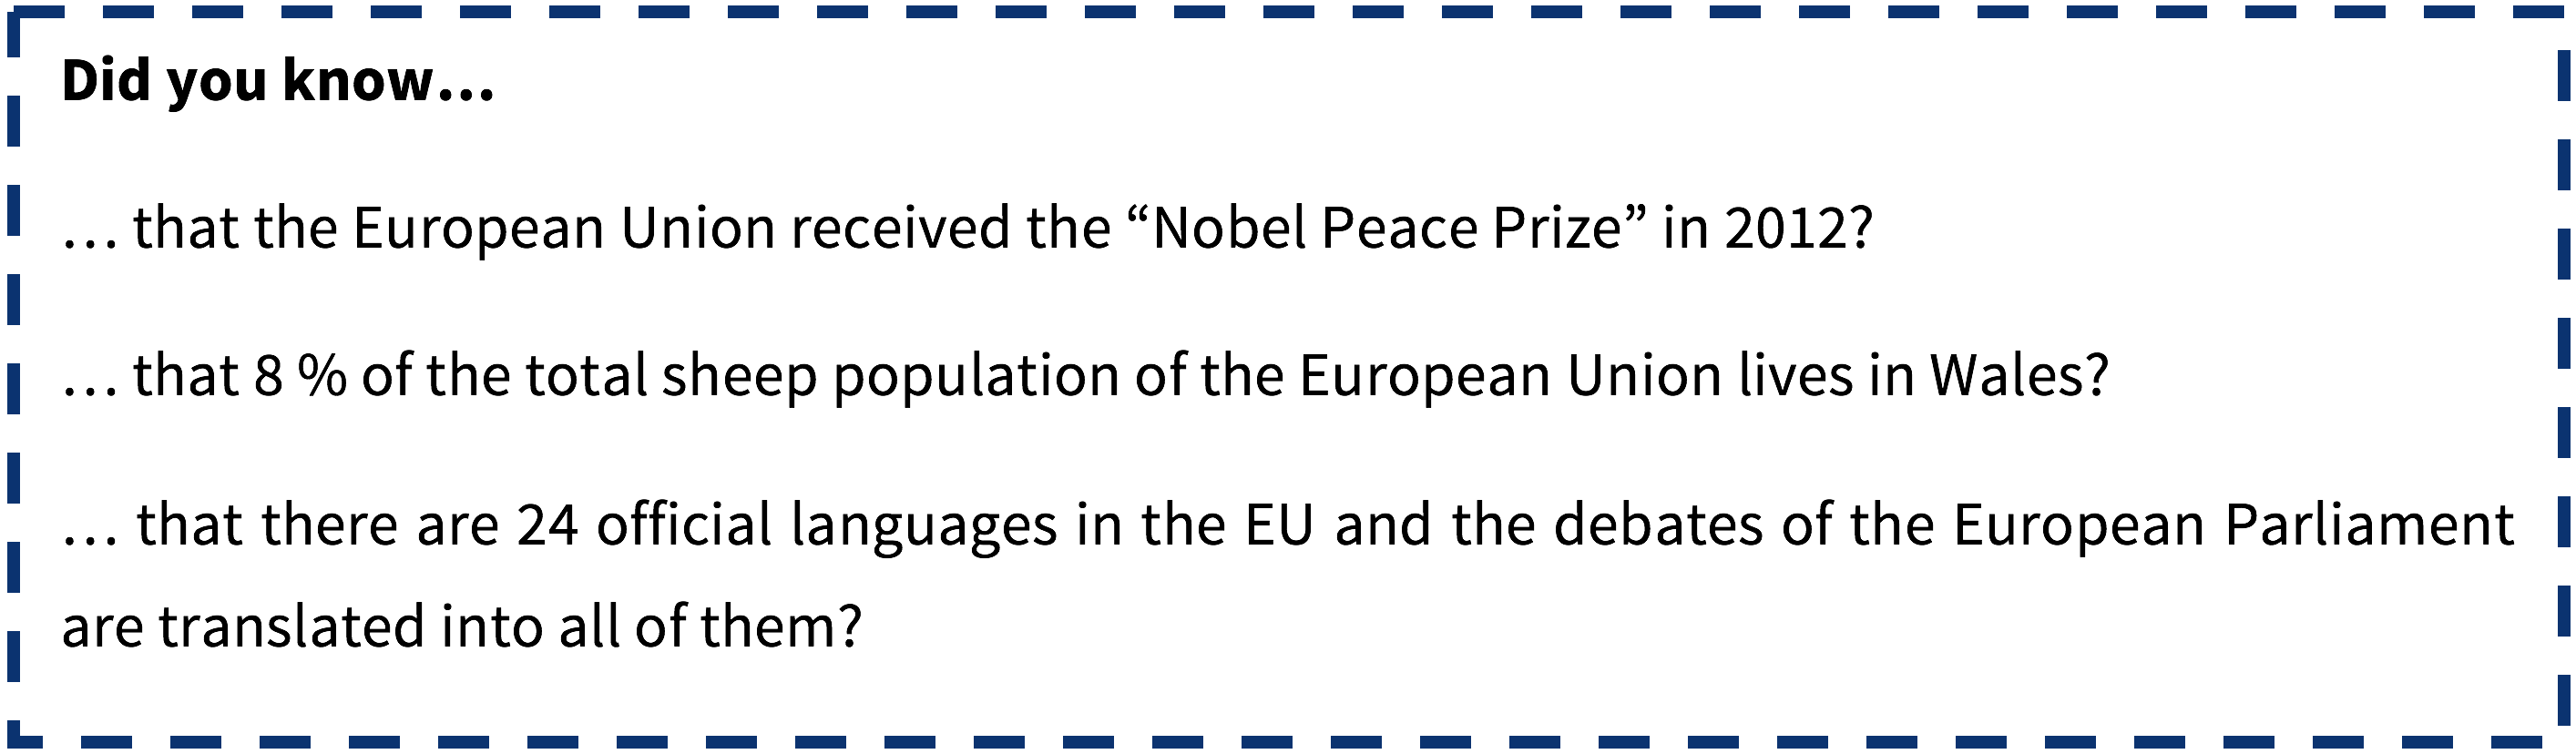 Did you know…
… that the European Union received the “Nobel Peace Prize” in 2012?
… that 8 % of the total sheep population of the European Union lives in Wales?
… that there are 24 official languages in the EU and the debates of the European Parliament
are translated into all of them?